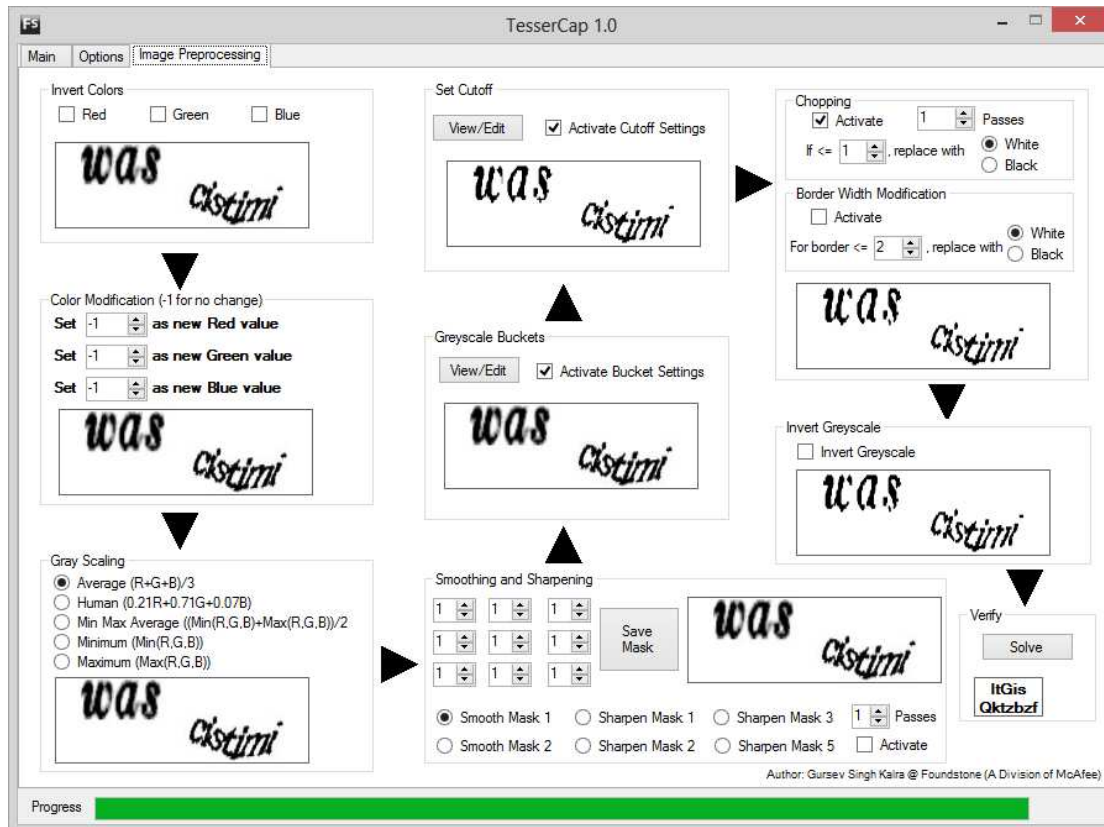 Fs TesserCap 1.0
Main Options Image Preprocessing
Invert Colors
Red Green Blue
was
Cistimi
Color Modification (-1 for no change)
Set -1 as new Red value
Set -1 as new Green value
Set -1 as new Blue value
was
Cistimi
Gray Scaling
Average (R+G+B)/3
Human (0.21R+0.71G+0.07B)
Min Max Average ((Min(R,G,B)+Max(R,G,B))/2
Minimum (Min(R,G,B))
Maximum (Max(R,G,B))
was
Cistimi
Set Cutoff
View/Edit Activate Cutoff Settings
was
Cistimi
Greyscale Buckets
View/Edit Activate Bucket Settings
was
Cistimi
Smoothing and Sharpening
1 1 1
1 1 1
1 1 1
Save
Mask
was
Cistimi
Smooth Mask 1 Sharpen Mask 1 Sharpen Mask 3 1 Passes
Smooth Mask 2 Sharpen Mask 2 Sharpen Mask 5 Activate
Chopping
Activate 1 Passes
If <= 1 , replace with White
Black
Border Width Modification
Activate
For border <= 2 , replace with White
Black
was
Cistimi
Invert Greyscale
Invert Greyscale
was
Cistimi
Verify
Solve
ltGis
Qktzbzf
Author: Gursev Singh Kalra @ Foundstone (A Division of McAfee)
Progress